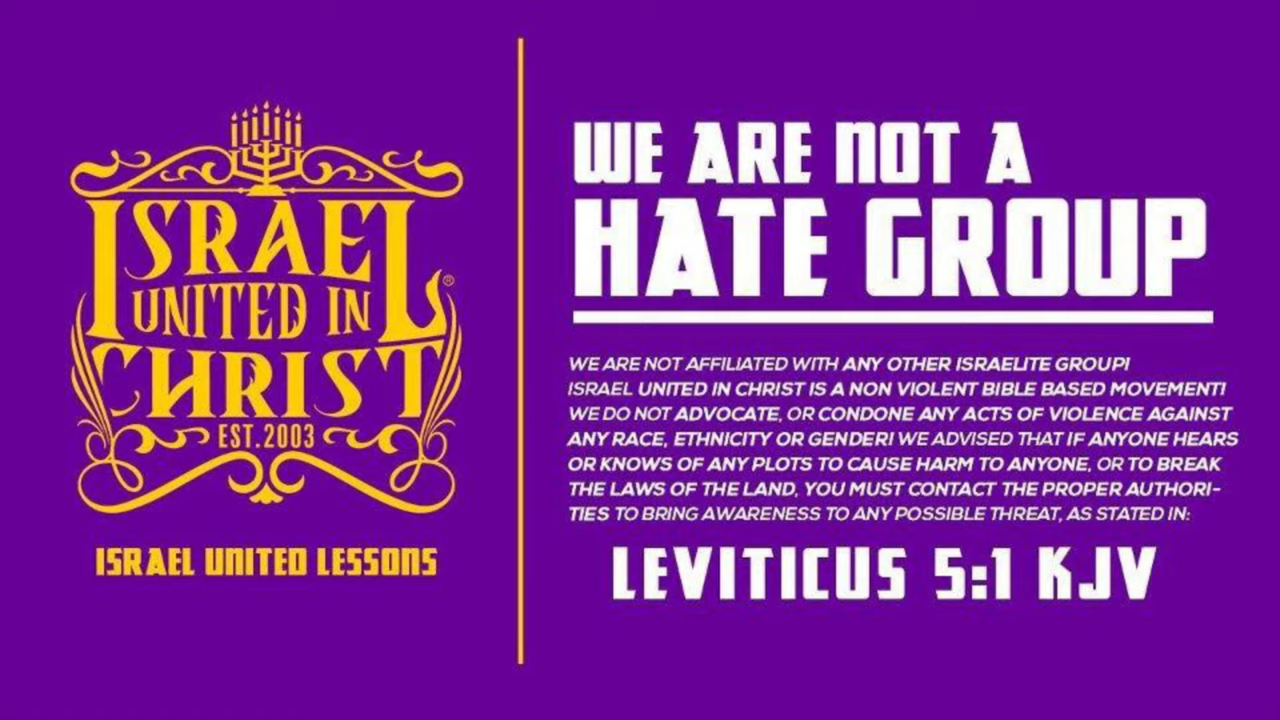 ISRAEL
UNITED IN
CHRIST
EST. 2003
®
ISRAEL UNITED LESSONS
WE ARE NOT A
HATE GROUP
WE ARE NOT AFFILIATED WITH ANY OTHER ISRAELITE GROUP!
ISRAEL UNITED IN CHRIST IS A NON VIOLENT BIBLE BASED MOVEMENT!
WE DO NOT ADVOCATE, OR CONDONE ANY ACTS OF VIOLENCE AGAINST
ANY RACE, ETHNICITY OR GENDER! WE ADVISED THAT IF ANYONE HEARS
OR KNOWS OF ANY PLOTS TO CAUSE HARM TO ANYONE, OR TO BREAK
THE LAWS OF THE LAND, YOU MUST CONTACT THE PROPER AUTHORI-
TIES TO BRING AWARENESS TO ANY POSSIBLE THREAT, AS STATED IN:
LEVITICUS 5:1 KJV